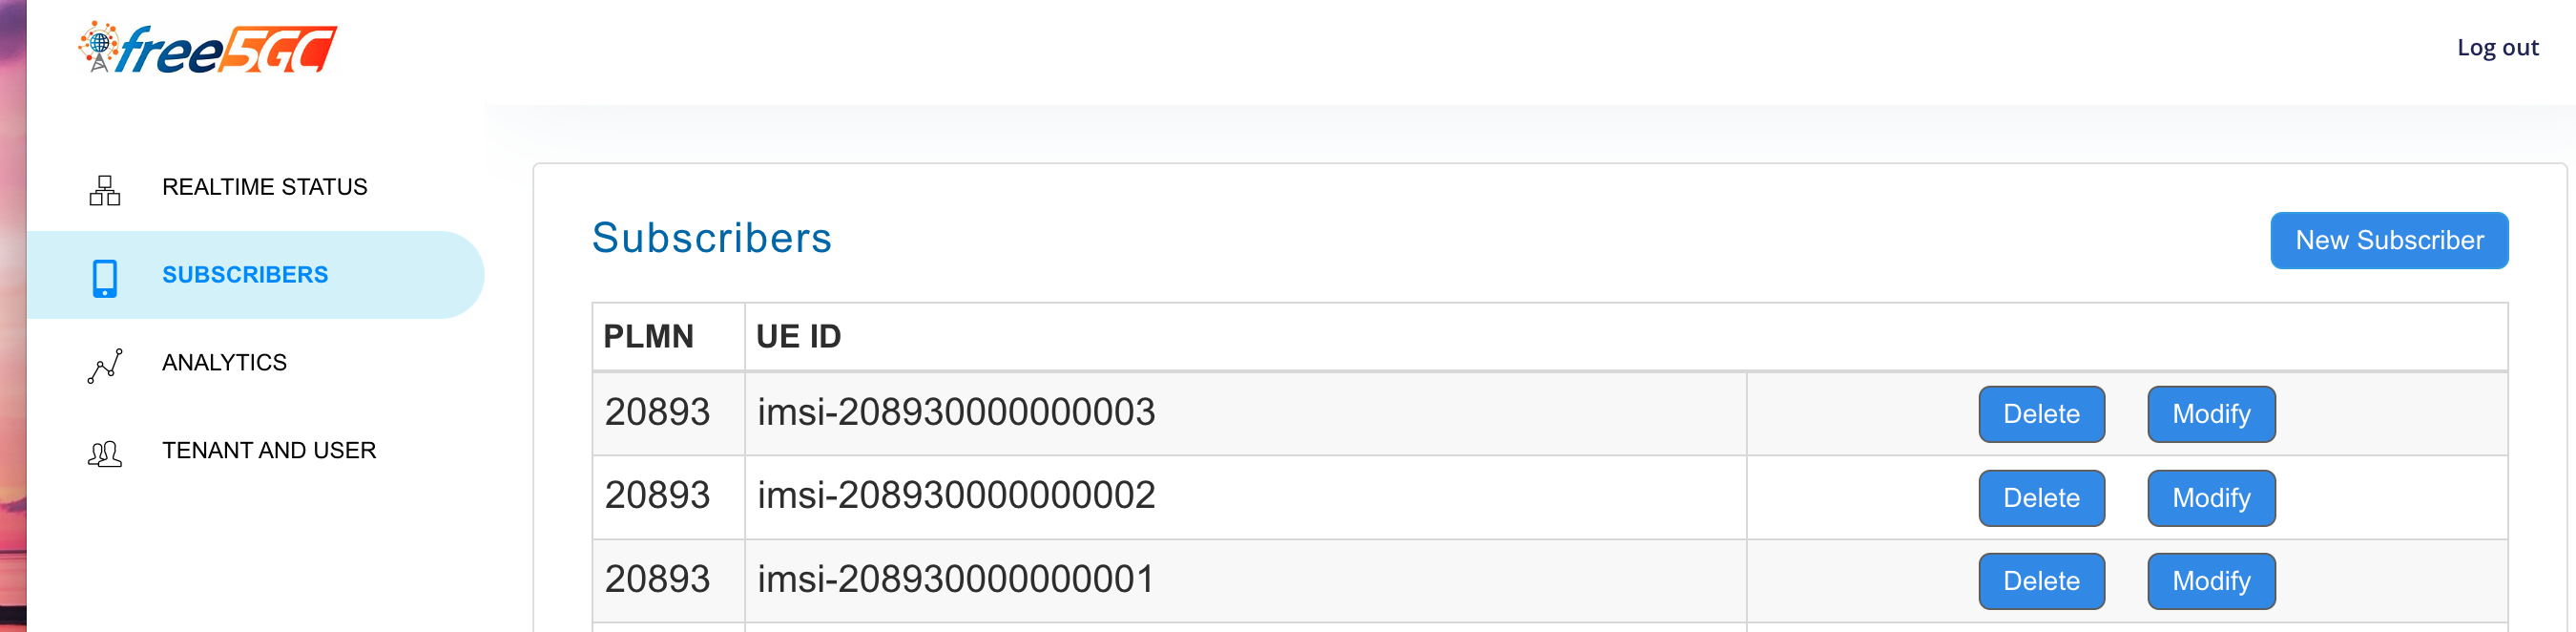 free5GC
Log out
REALTIME STATUS
SUBSCRIBERS
ANALYTICS
TENANT AND USER
Subscribers
New Subscriber
PLMN UE ID
20893 imsi-208930000000003 Delete Modify
20893 imsi-208930000000002 Delete Modify
20893 imsi-208930000000001 Delete Modify